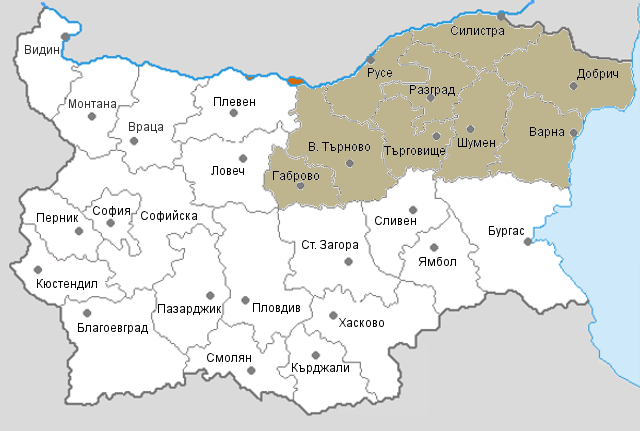 Силистра
Видин
Русе
Добрич
Разград
Монтана
Плевен
Враца
Варна
Шумен
В. Търново
Търговище
Ловеч
Габрово
София
Перник
Софийска
Сливен
Бургас
Ст. Загора
Ямбол
Кюстендил
Пазарджик
Пловдив
Хасково
Благоевград
Смолян
Кърджали